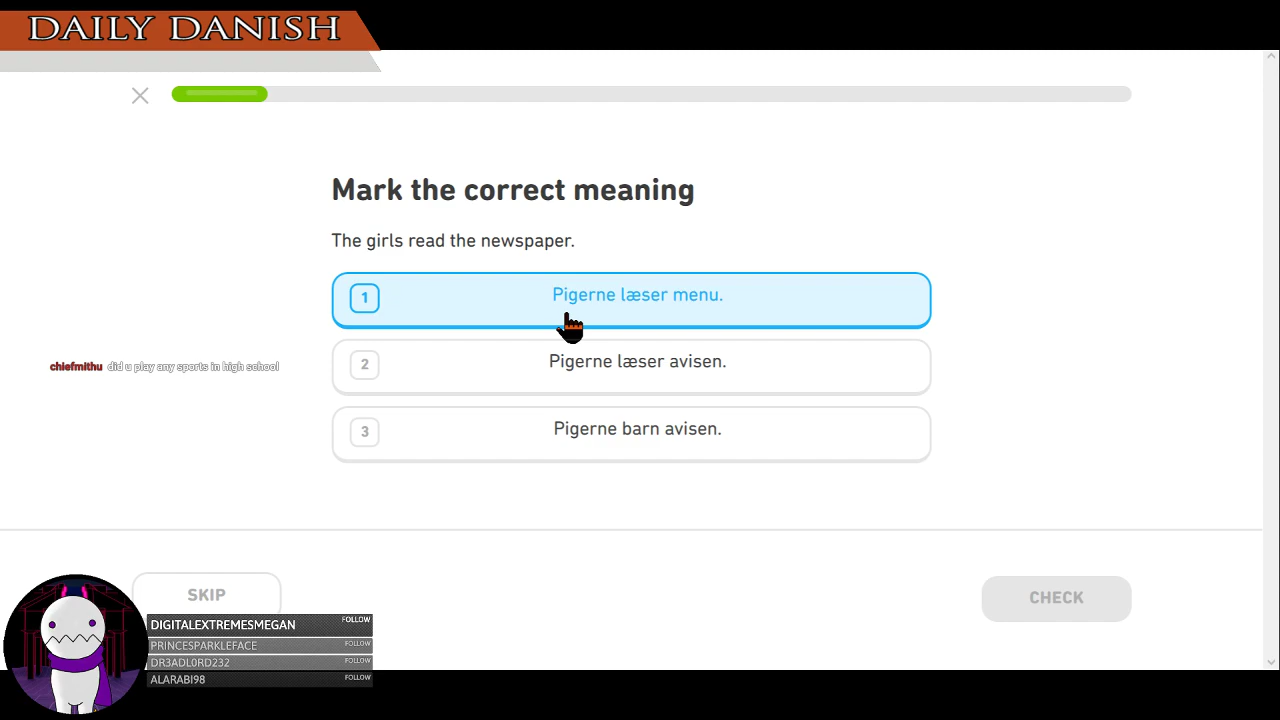 DAILY DANISH
Mark the correct meaning
The girls read the newspaper.
1 Pigerne læser menu.
chiefmithu did u play any sports in high school
2 Pigerne læser avisen.
3 Pigerne barn avisen.
SKIP
CHECK
DIGITALEXTREMESMEGAN FOLLOW
PRINCESPARKLEFACE FOLLOW
DR3ADL0RD232 FOLLOW
ALARABI98 FOLLOW